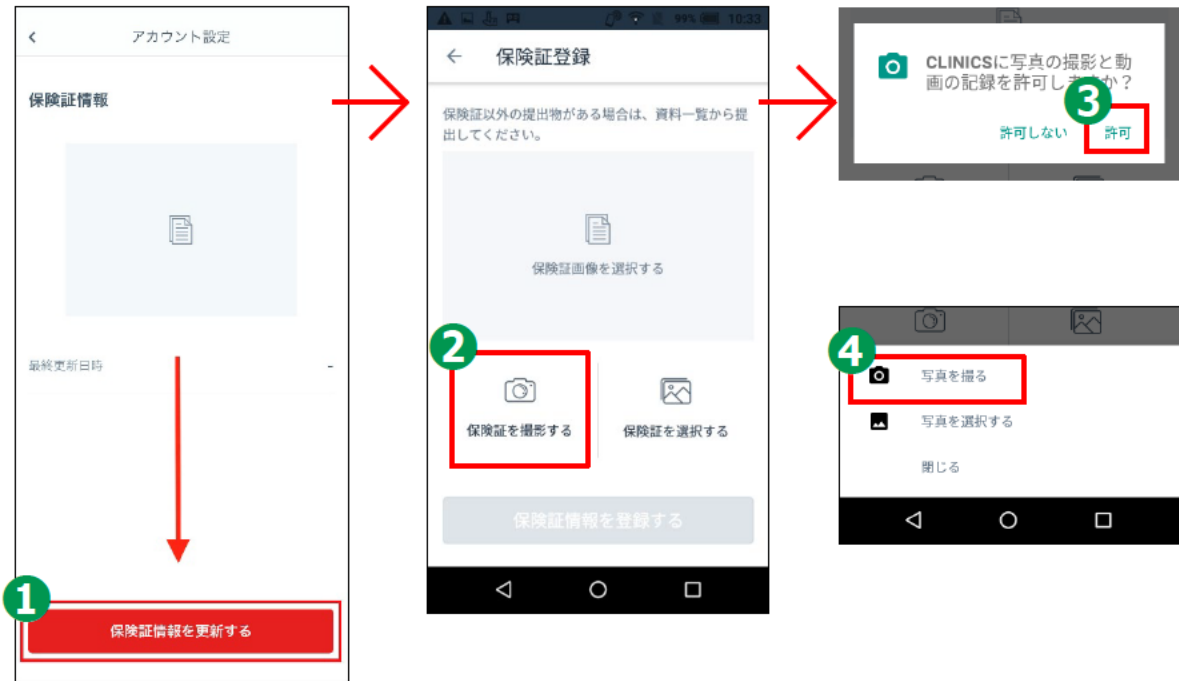 アカウント設定
保険証情報
最終更新日時
-
1
保険証情報を更新する
99%
10:33
保険証登録
保険証以外の提出物がある場合は、資料一覧から提
出してください。
保険証画像を選択する
2
保険証を撮影する
保険証を選択する
保険証情報を登録する
CLINICSに写真の撮影と動
画の記録を許可しますか？
3
許可しない
許可
4
写真を撮る
写真を選択する
閉じる